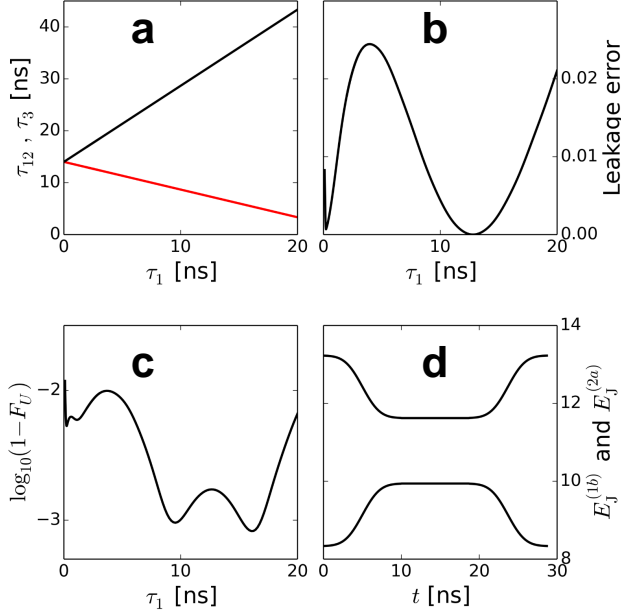 a
45
40
30
20
10
0
τ₁₂ , τ₃ [ns]
0 10 20
τ₁ [ns]
b
0.02
0.01
0.00
Leakage error
0 10 20
τ₁ [ns]
c
−2
−3
log₁₀(1−F_U)
0 10 20
τ₁ [ns]
d
14
12
10
8
E_J^(1b) and E_J^(2a)
0 10 20 30
t [ns]